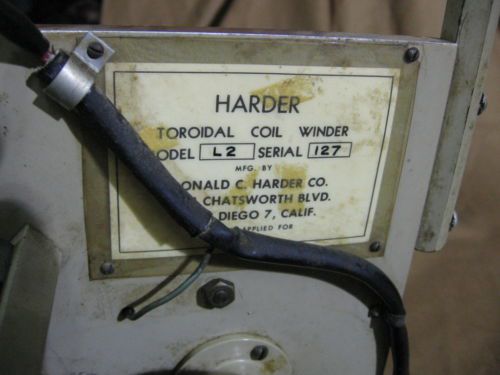 HARDER
TOROIDAL COIL WINDER
ODEL L2 SERIAL 127
MFG. BY
ONALD C. HARDER CO.
CHATSWORTH BLVD.
DIEGO 7, CALIF.
APPLIED FOR